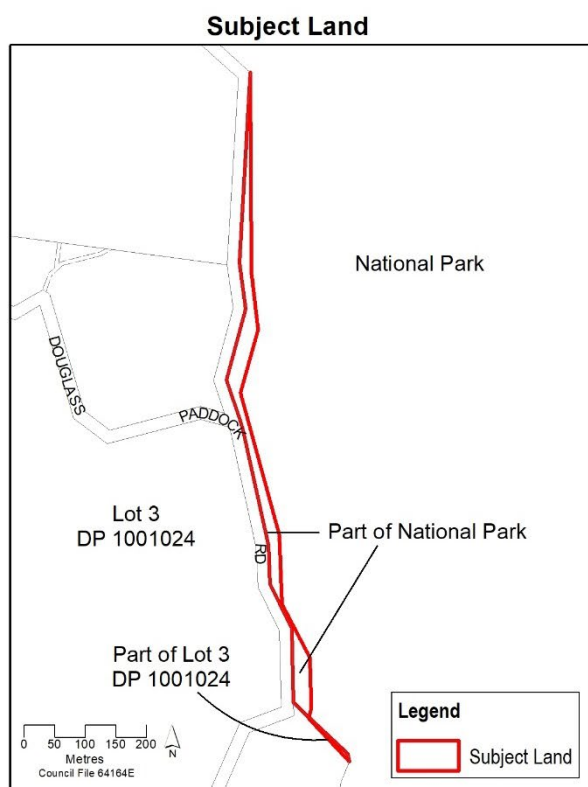 Subject Land
National Park
DOUGLASS
PADDOCK
RD
Lot 3
DP 1001024
Part of National Park
Part of Lot 3
DP 1001024
0 50 100 150 200
Metres
Council File 64164E
N
Legend
Subject Land